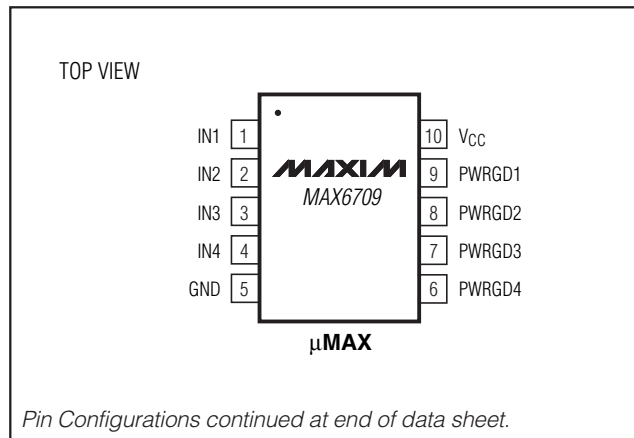 TOP VIEW
IN1 1 10 VCC
IN2 2 MAXIM 9 PWRGD1
MAX6709
IN3 3 8 PWRGD2
IN4 4 7 PWRGD3
GND 5 6 PWRGD4
µMAX
Pin Configurations continued at end of data sheet.